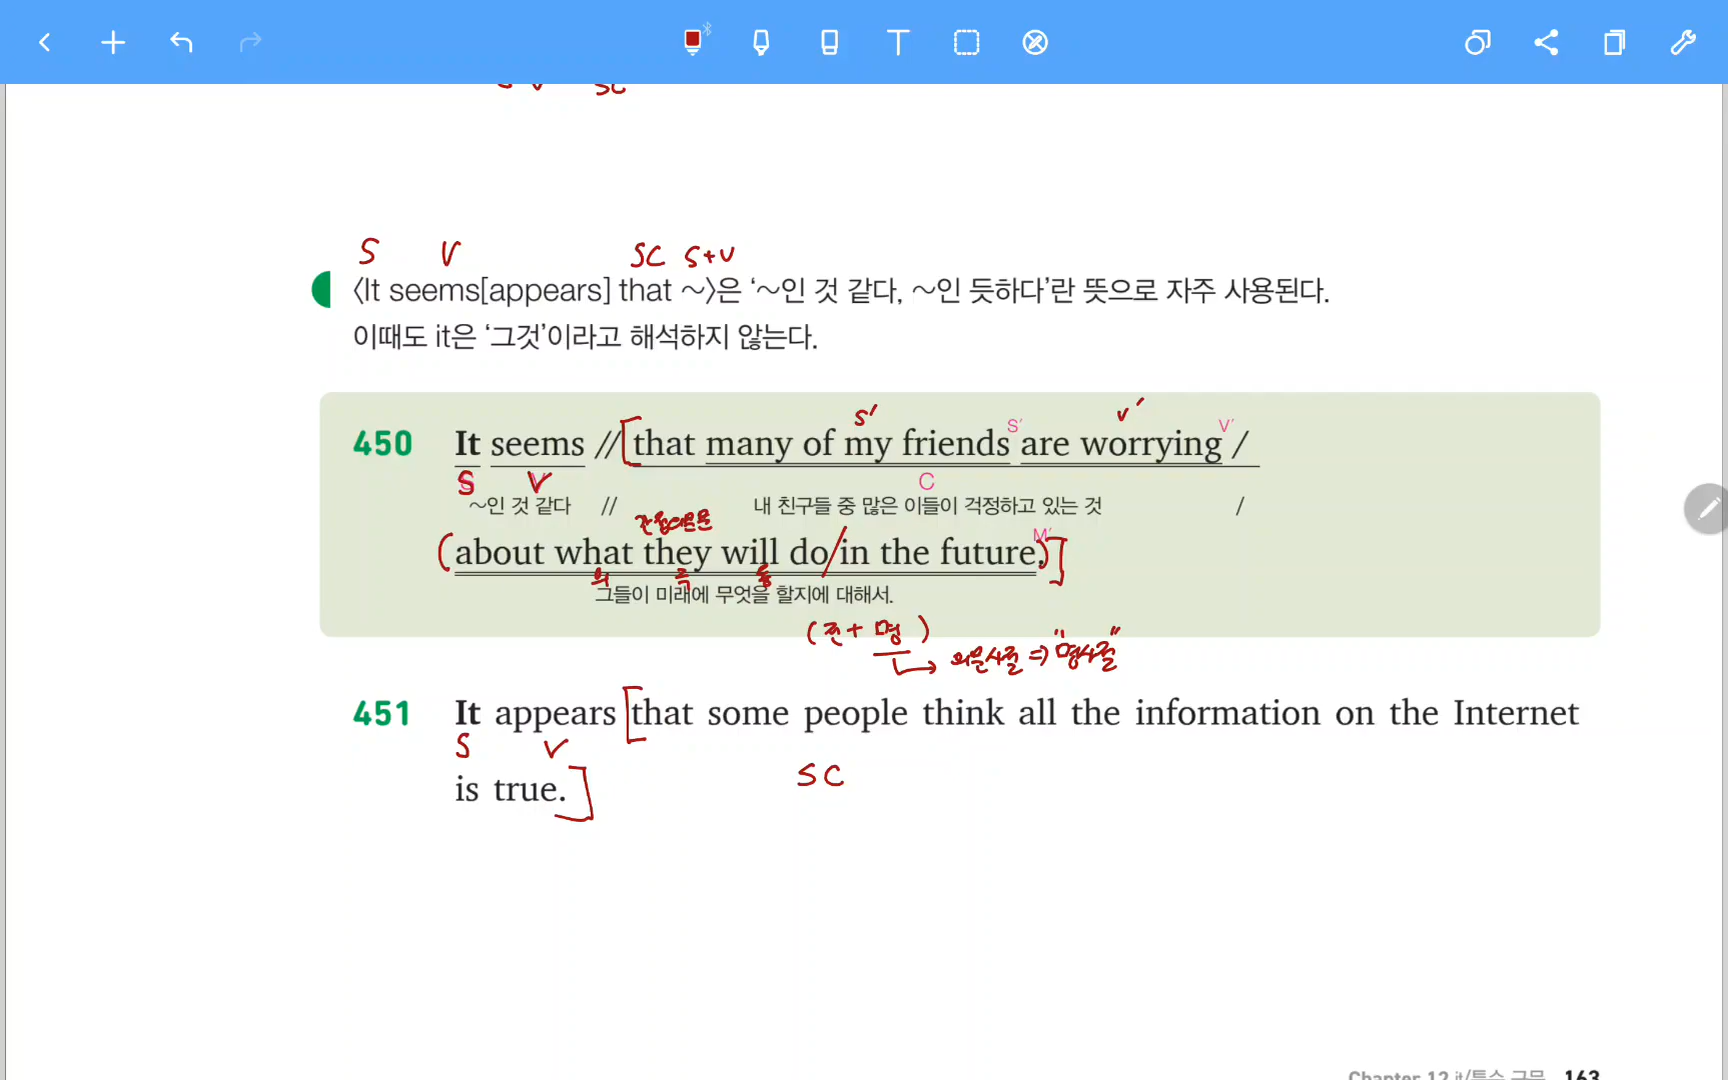 SC
S V SC S+V
〈It seems[appears] that ~〉은 ‘~인 것 같다, ~인 듯하다’란 뜻으로 자주 사용된다.
이때도 it은 ‘그것’이라고 해석하지 않는다.
S′ V′
450 It seems // [that many of my friends S′ are worrying V′ /
S V C
~인 것 같다 // 내 친구들 중 많은 이들이 걱정하고 있는 것 /
간접의문문 M′
(about what they will do / in the future.)]
의 주 동
그들이 미래에 무엇을 할지에 대해서.
(전 + 명)
의문사절 ⇒ "명사절"
451 It appears [that some people think all the information on the Internet
S V SC
is true.]
Chapter 12 it/특수 구문 163